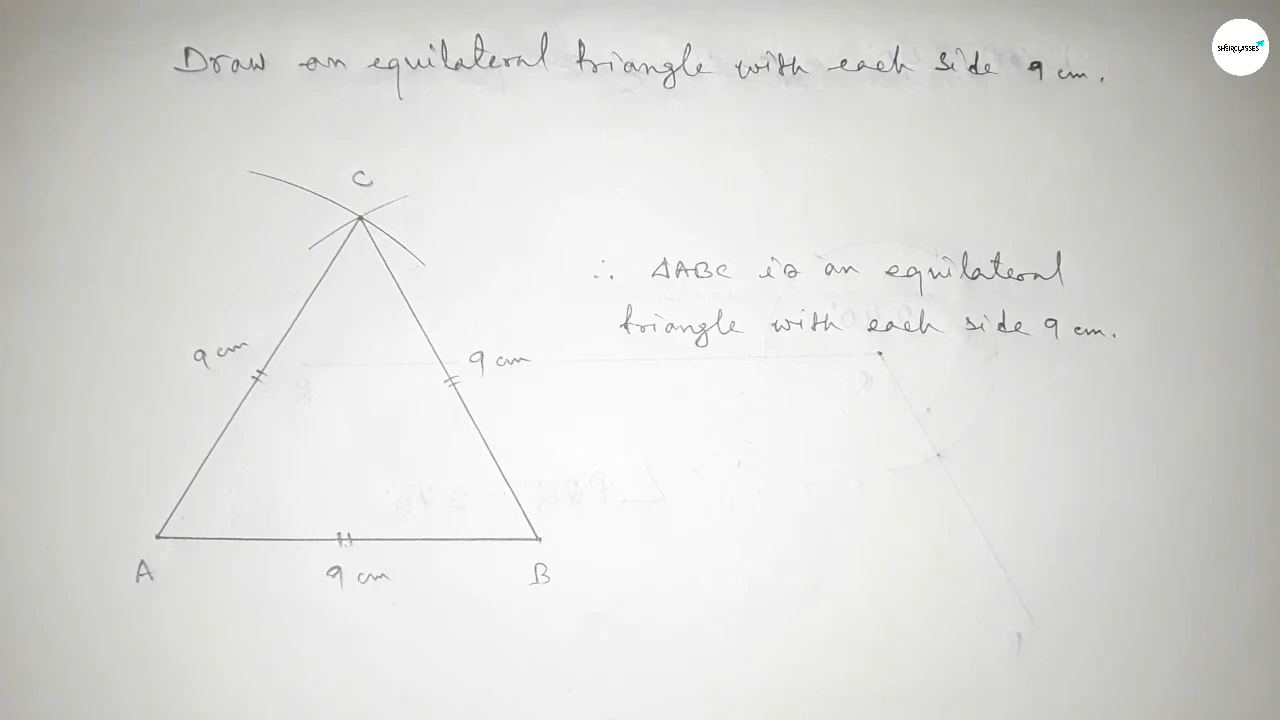 Draw an equilateral triangle with each side 9 cm.
SHSIRCLASSES
C
∴ ΔABC is an equilateral
triangle with each side 9 cm.
9 cm
9 cm
A
9 cm
B